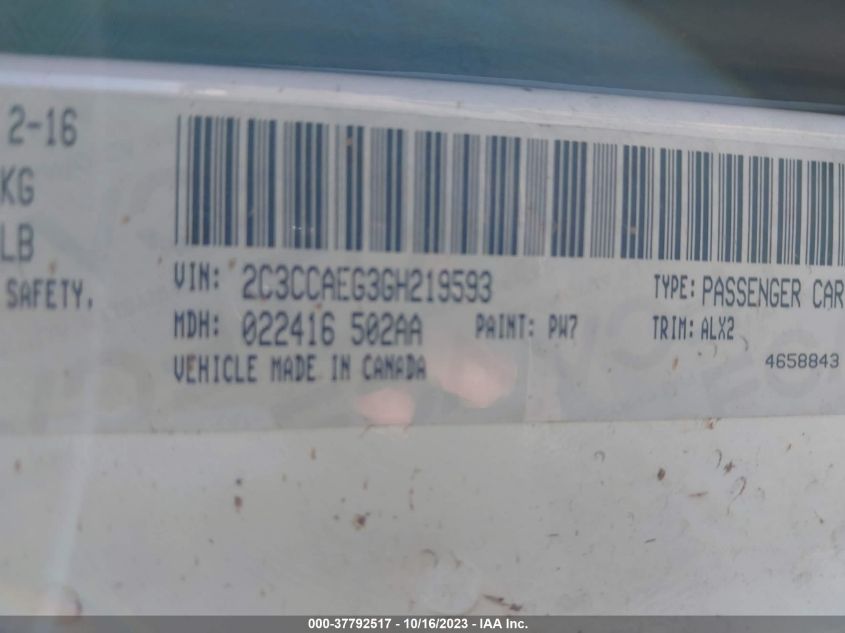 2-16
KG
LB
SAFETY.
VIN: 2C3CCAEG3GH219593 TYPE: PASSENGER CAR
MDH: 022416 502AA PAINT: PW7 TRIM: ALX2
VEHICLE MADE IN CANADA 4658843
000-37792517 - 10/16/2023 - IAA Inc.